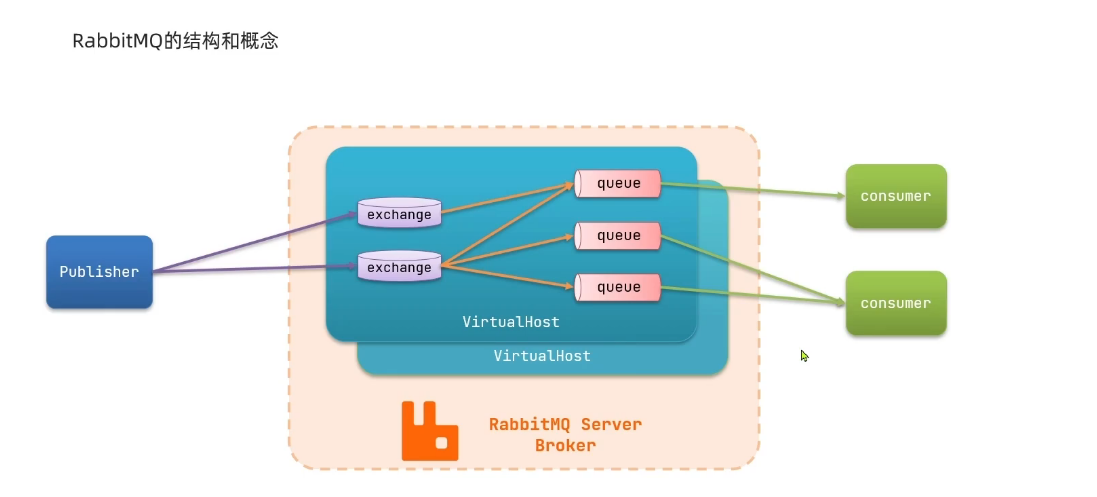 RabbitMQ的结构和概念
Publisher
exchange
exchange
queue
queue
queue
VirtualHost
VirtualHost
consumer
consumer
RabbitMQ Server
Broker